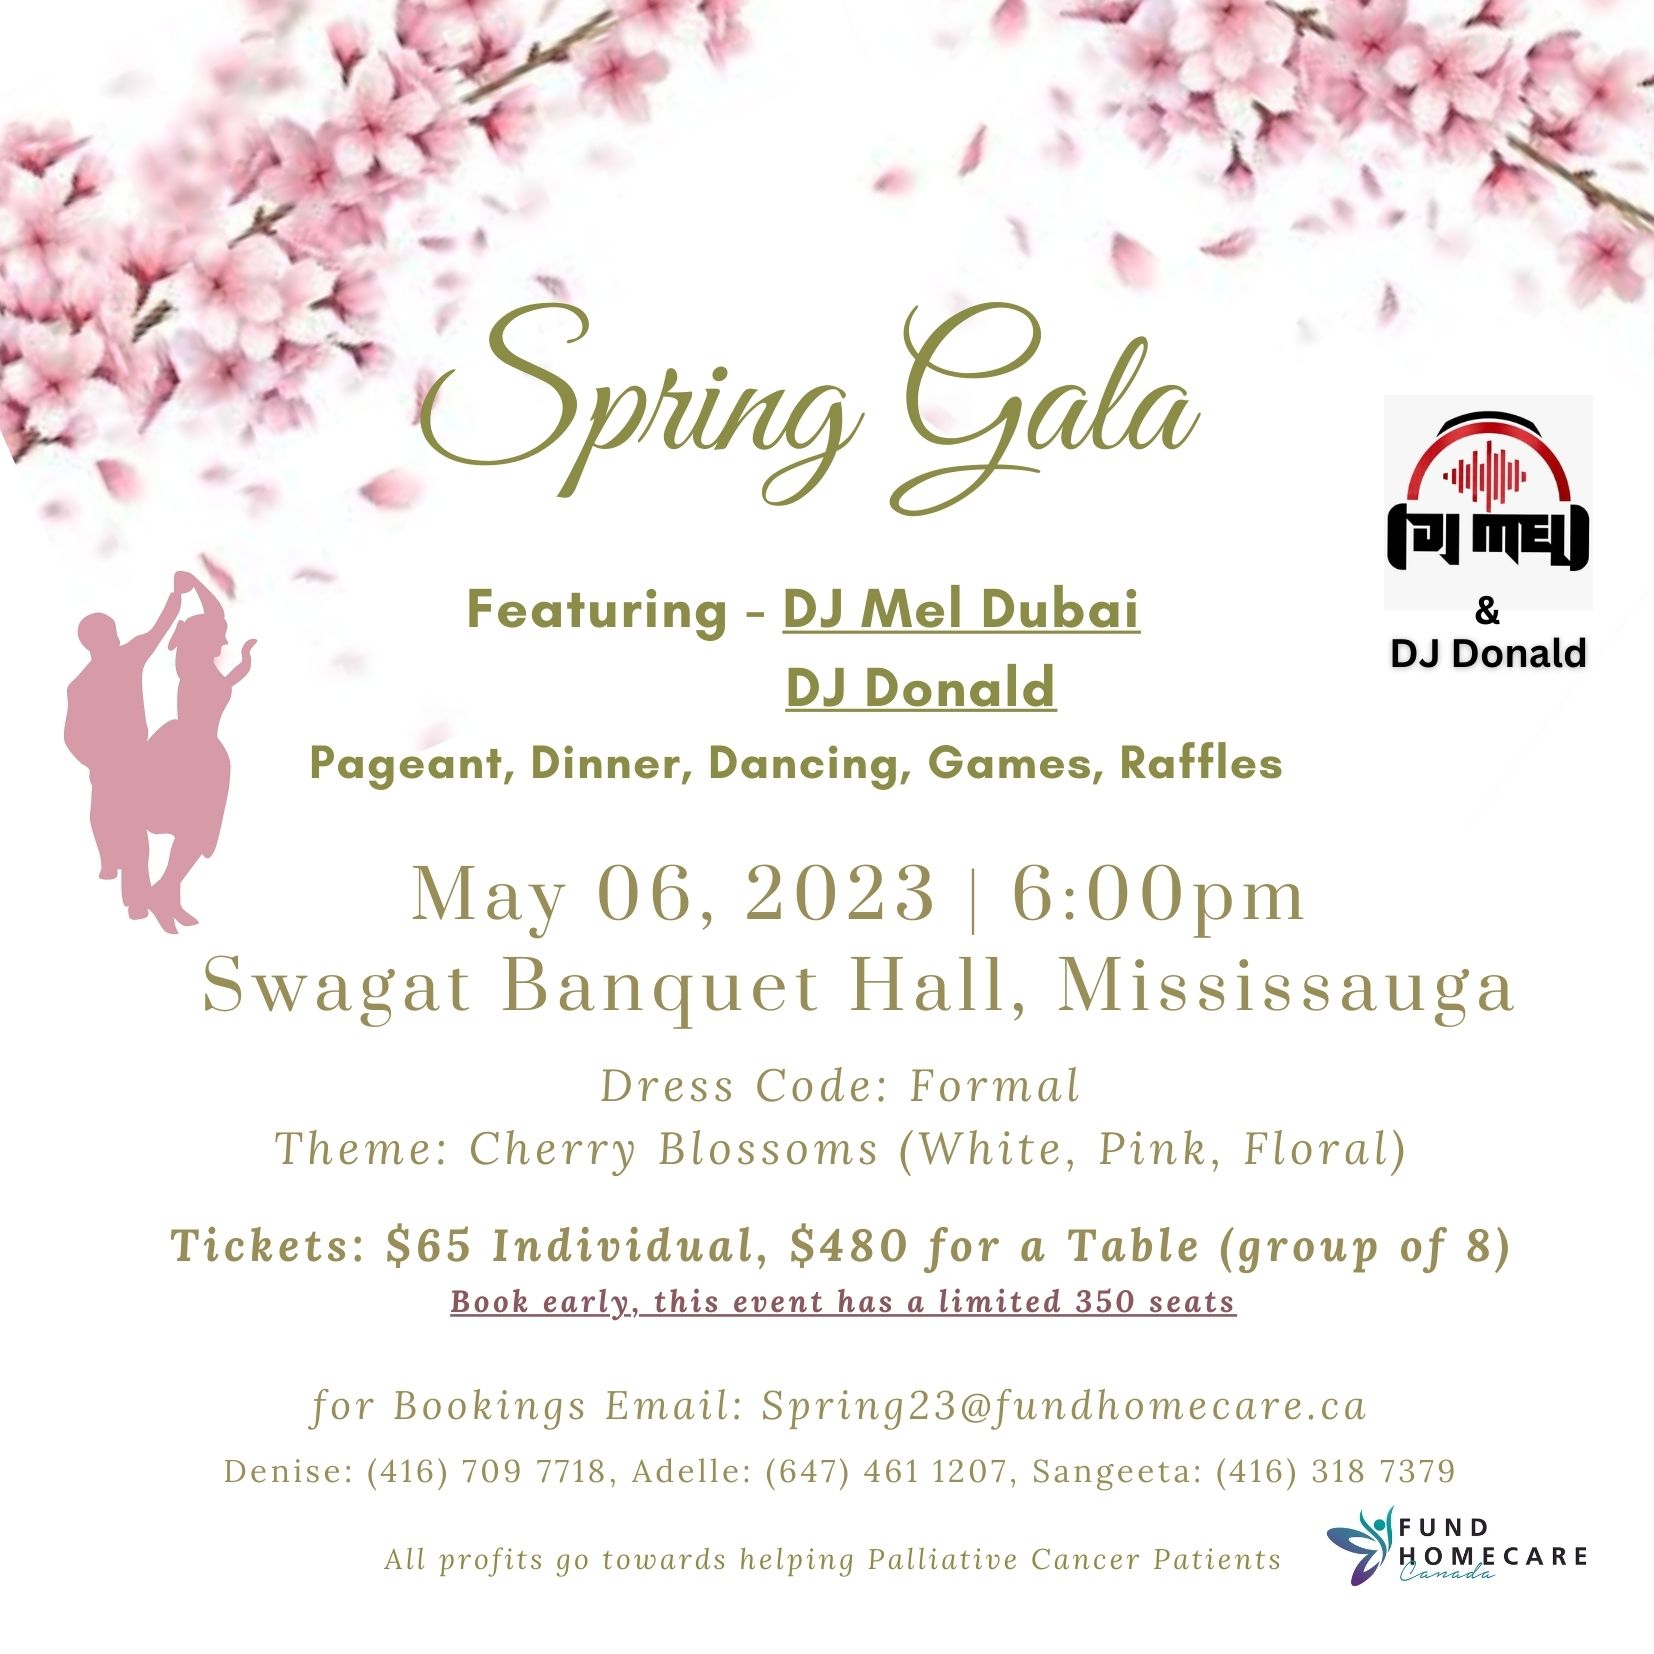 Spring Gala
DJ MEL
&
DJ Donald
Featuring - DJ Mel Dubai
DJ Donald
Pageant, Dinner, Dancing, Games, Raffles
May 06, 2023 | 6:00pm
Swagat Banquet Hall, Mississauga
Dress Code: Formal
Theme: Cherry Blossoms (White, Pink, Floral)
Tickets: $65 Individual, $480 for a Table (group of 8)
Book early, this event has a limited 350 seats
for Bookings Email: Spring23@fundhomecare.ca
Denise: (416) 709 7718, Adelle: (647) 461 1207, Sangeeta: (416) 318 7379
All profits go towards helping Palliative Cancer Patients
FUND
HOMECARE
Canada